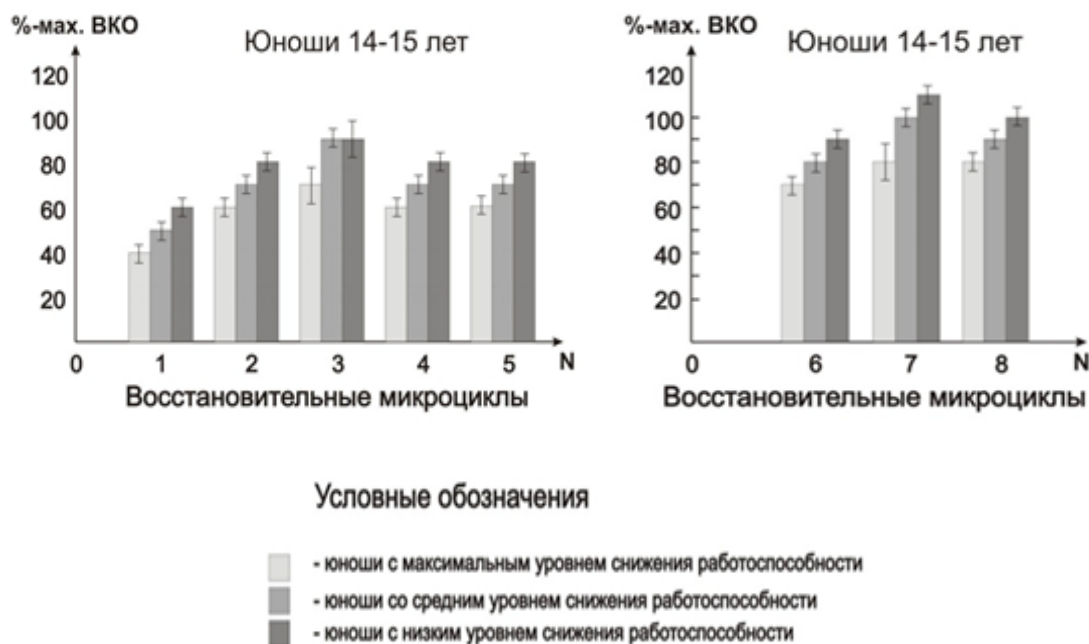 %-мах. ВКО
Юноши 14-15 лет
120
100
80
60
40
20
0
1
2
3
4
5
N
Восстановительные микроциклы
%-мах. ВКО
Юноши 14-15 лет
120
100
80
60
40
20
0
6
7
8
N
Восстановительные микроциклы
Условные обозначения
- юноши с максимальным уровнем снижения работоспособности
- юноши со средним уровнем снижения работоспособности
- юноши с низким уровнем снижения работоспособности